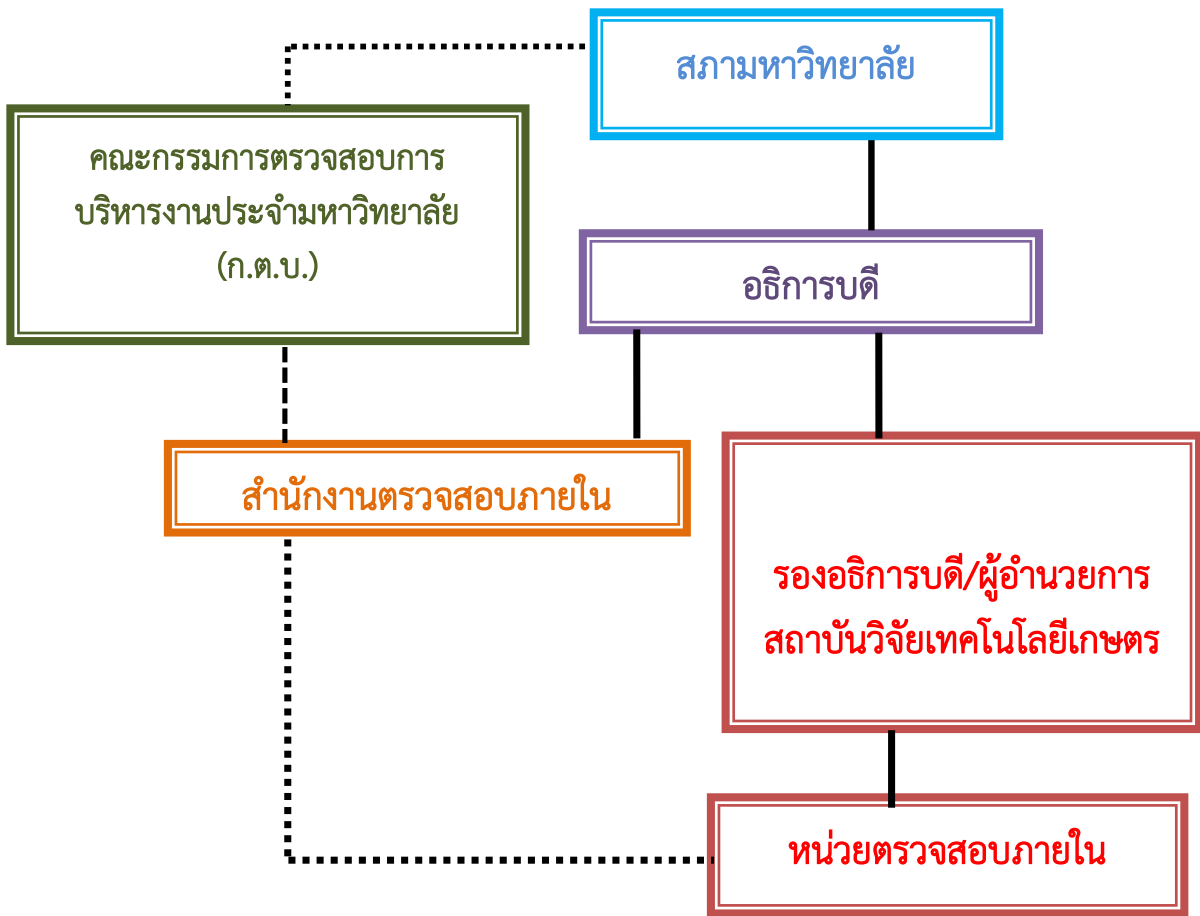 สภามหาวิทยาลัย
คณะกรรมการตรวจสอบการ
บริหารงานประจำมหาวิทยาลัย
(ก.ต.บ.)
อธิการบดี
สำนักงานตรวจสอบภายใน
รองอธิการบดี/ผู้อำนวยการ
สถาบันวิจัยเทคโนโลยีเกษตร
หน่วยตรวจสอบภายใน